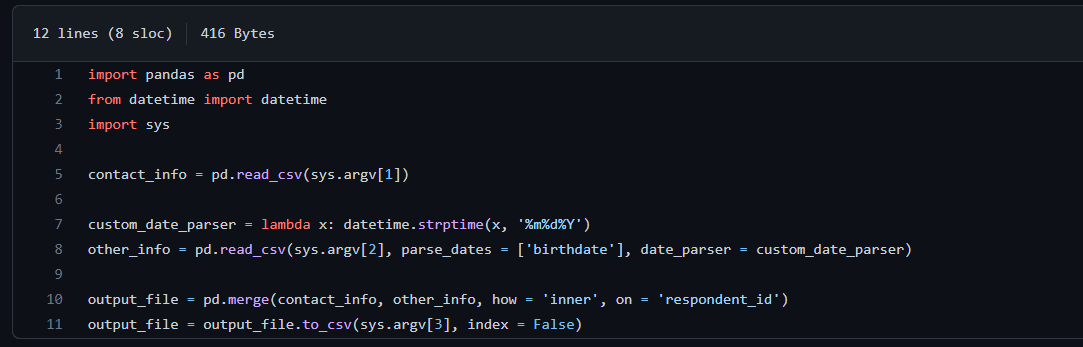 12 lines (8 sloc) 416 Bytes
1 import pandas as pd
2 from datetime import datetime
3 import sys
4
5 contact_info = pd.read_csv(sys.argv[1])
6
7 custom_date_parser = lambda x: datetime.strptime(x, '%m%d%Y')
8 other_info = pd.read_csv(sys.argv[2], parse_dates = ['birthdate'], date_parser = custom_date_parser)
9
10 output_file = pd.merge(contact_info, other_info, how = 'inner', on = 'respondent_id')
11 output_file = output_file.to_csv(sys.argv[3], index = False)